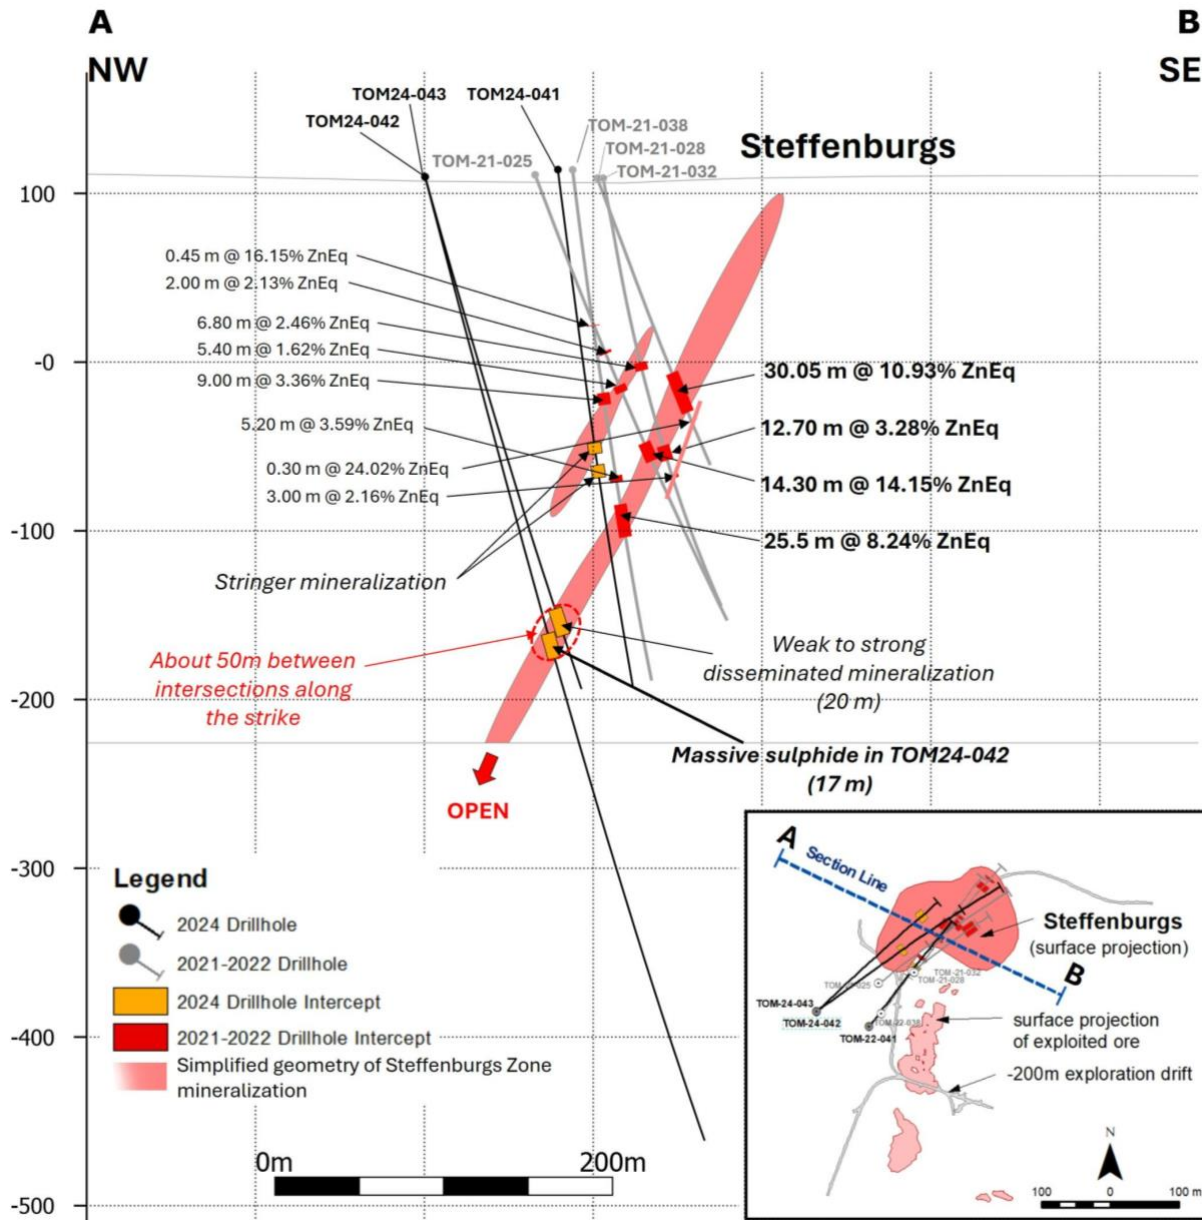 A
B
NW
SE
TOM24-043
TOM24-041
TOM24-042
TOM-21-038
TOM-21-028
TOM-21-025
TOM-21-032
Steffenburgs
100
0.45 m @ 16.15% ZnEq
2.00 m @ 2.13% ZnEq
6.80 m @ 2.46% ZnEq
5.40 m @ 1.62% ZnEq
-0
9.00 m @ 3.36% ZnEq
30.05 m @ 10.93% ZnEq
5.20 m @ 3.59% ZnEq
12.70 m @ 3.28% ZnEq
0.30 m @ 24.02% ZnEq
14.30 m @ 14.15% ZnEq
3.00 m @ 2.16% ZnEq
-100
25.5 m @ 8.24% ZnEq
Stringer mineralization
About 50m between
intersections along
the strike
Weak to strong
disseminated mineralization
(20 m)
-200
Massive sulphide in TOM24-042
(17 m)
OPEN
-300
-400
-500
Legend
2024 Drillhole
2021-2022 Drillhole
2024 Drillhole Intercept
2021-2022 Drillhole Intercept
Simplified geometry of Steffenburgs Zone
mineralization
0m
200m
A
Section Line
Steffenburgs
(surface projection)
B
TOM-21-032
TOM-21-028
TOM-24-043
TOM-24-042
TOM-22-041
surface projection
of exploited ore
-200m exploration drift
N
100
0
100 m